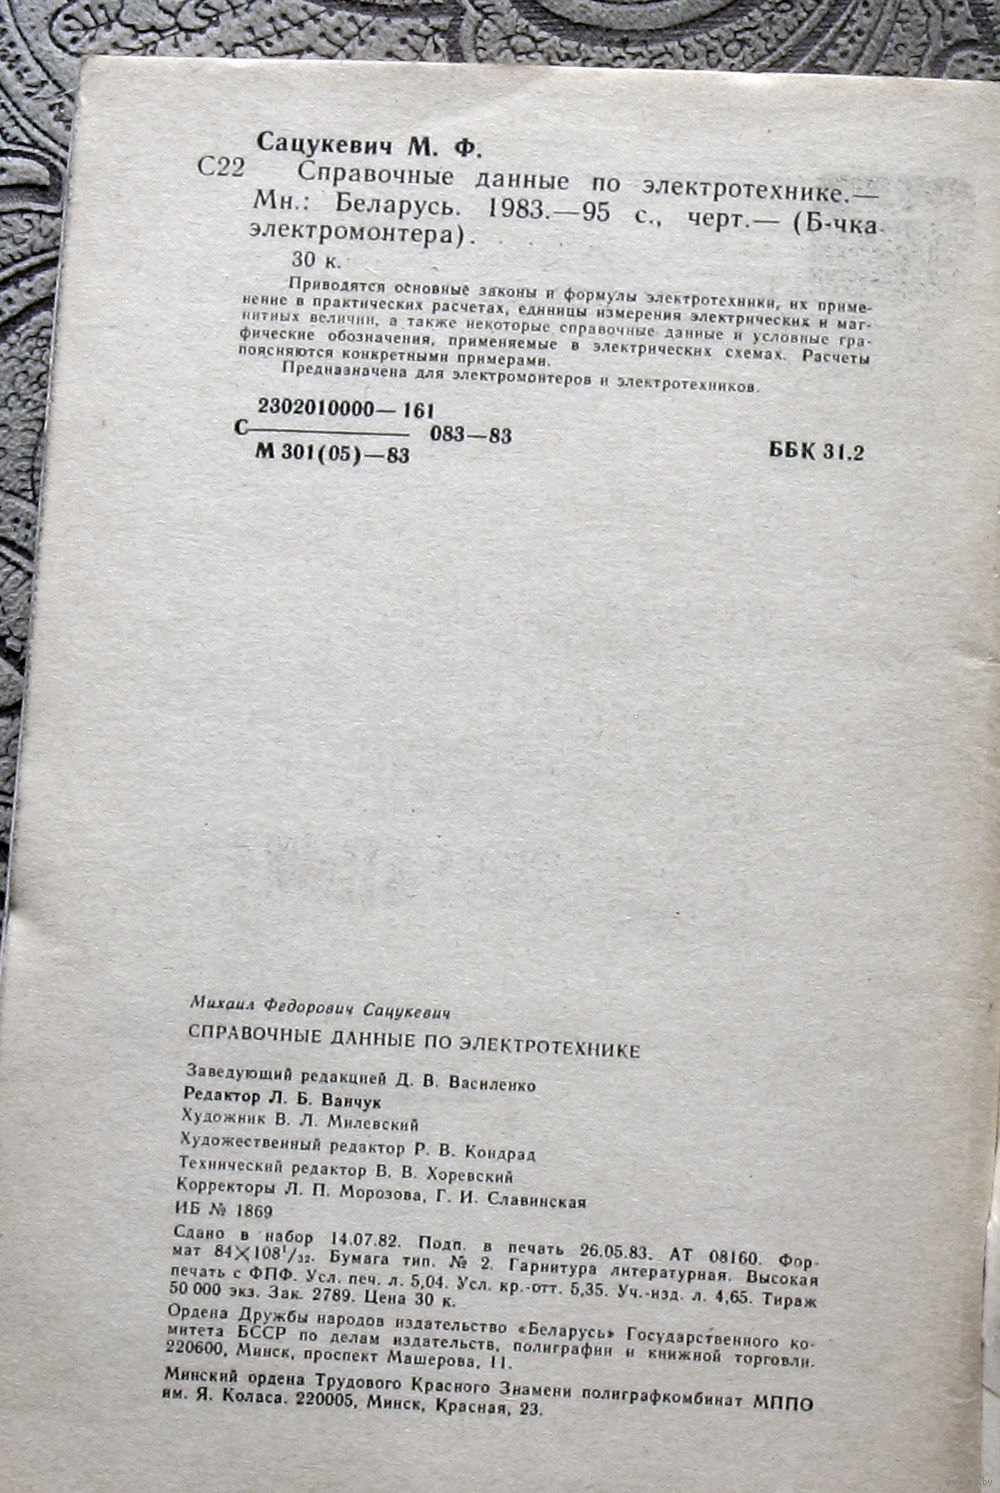 Сацукевич М. Ф.
С22 Справочные данные по электротехнике.—
Мн.: Беларусь. 1983.—95 с., черт.— (Б-чка
электромонтера).
30 к.
Приводятся основные законы и формулы электротехники, их приме-
нение в практических расчетах, единицы измерения электрических и маг-
нитных величин, а также некоторые справочные данные и условные гра-
фические обозначения, применяемые в электрических схемах. Расчеты
поясняются конкретными примерами.
Предназначена для электромонтеров и электротехников.
2302010000—161
С 083—83
М 301(05)—83
ББК 31.2
Михаил Федорович Сацукевич
СПРАВОЧНЫЕ ДАННЫЕ ПО ЭЛЕКТРОТЕХНИКЕ
Заведующий редакцией Д. В. Василенко
Редактор Л. Б. Ванчук
Художник В. Л. Милевский
Художественный редактор Р. В. Кондрад
Технический редактор В. В. Хоревский
Корректоры Л. П. Морозова, Г. И. Славинская
ИБ № 1869
Сдано в набор 14.07.82. Подп. в печать 26.05.83. АТ 08160. Фор-
мат 84×108¹/₃₂. Бумага тип. № 2. Гарнитура литературная. Высокая
печать с ФПФ. Усл. печ. л. 5,04. Усл. кр.-отт. 5,35. Уч.-изд. л. 4,65. Тираж
50 000 экз. Зак. 2789. Цена 30 к.
Ордена Дружбы народов издательство «Беларусь» Государственного ко-
митета БССР по делам издательств, полиграфии и книжной торговли.
220600, Минск, проспект Машерова, 11.
Минский ордена Трудового Красного Знамени полиграфкомбинат МППО
им. Я. Коласа. 220005, Минск, Красная, 23.